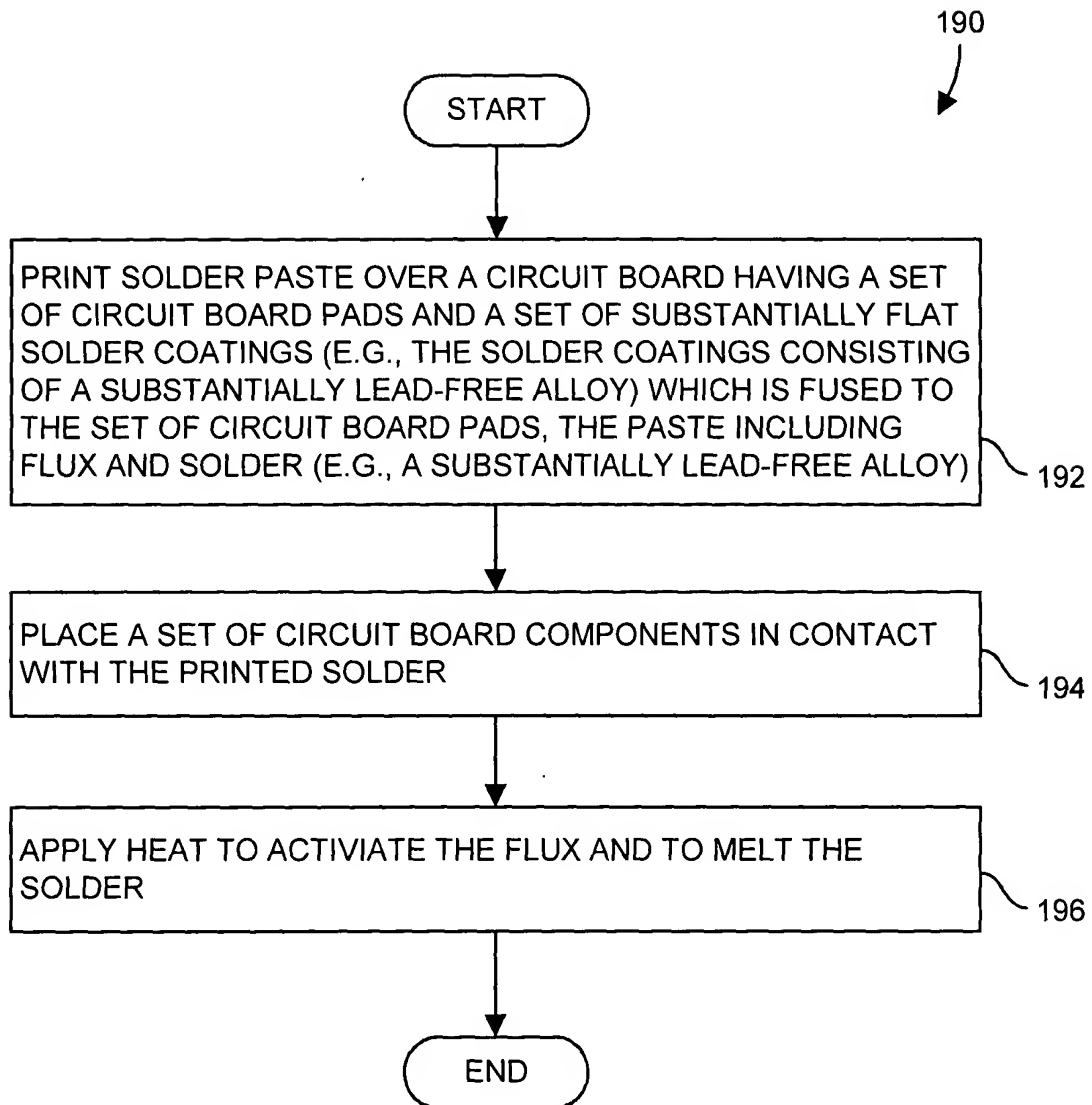 190
START
PRINT SOLDER PASTE OVER A CIRCUIT BOARD HAVING A SET
OF CIRCUIT BOARD PADS AND A SET OF SUBSTANTIALLY FLAT
SOLDER COATINGS (E.G., THE SOLDER COATINGS CONSISTING
OF A SUBSTANTIALLY LEAD-FREE ALLOY) WHICH IS FUSED TO
THE SET OF CIRCUIT BOARD PADS, THE PASTE INCLUDING
FLUX AND SOLDER (E.G., A SUBSTANTIALLY LEAD-FREE ALLOY)
192
PLACE A SET OF CIRCUIT BOARD COMPONENTS IN CONTACT
WITH THE PRINTED SOLDER
194
APPLY HEAT TO ACTIVIATE THE FLUX AND TO MELT THE
SOLDER
196
END